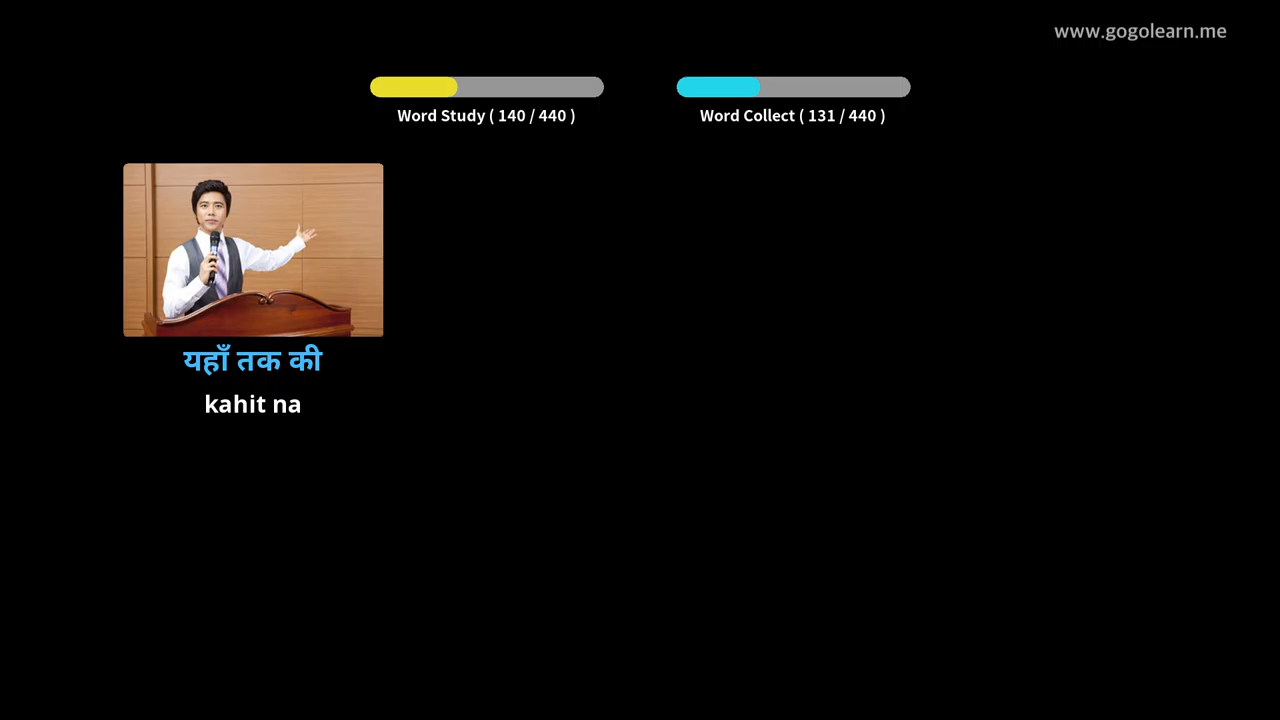 www.gogolearn.me
Word Study ( 140 / 440 )
Word Collect ( 131 / 440 )
यहाँ तक की
kahit na